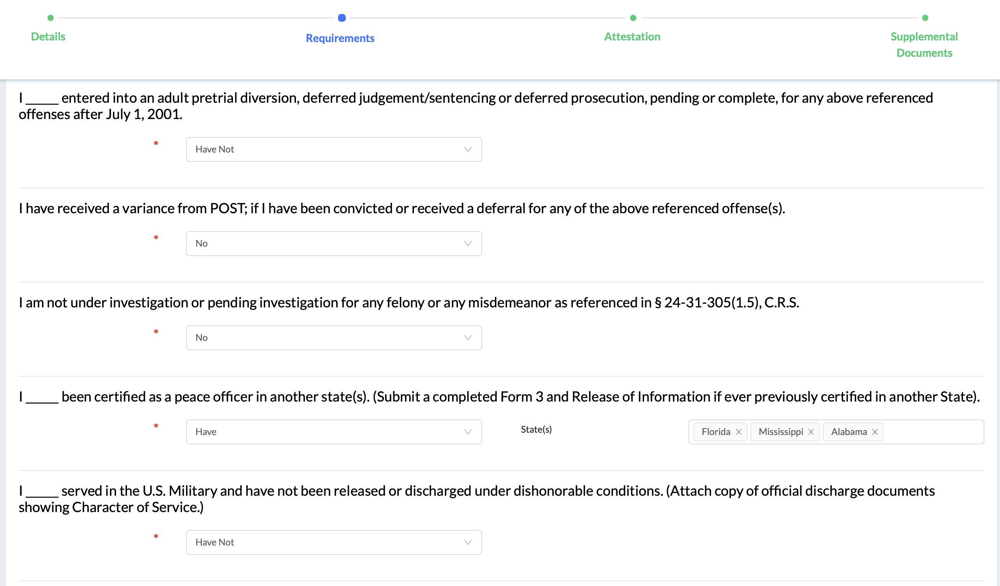 Details
Requirements
Attestation
Supplemental
Documents
I _____ entered into an adult pretrial diversion, deferred judgement/sentencing or deferred prosecution, pending or complete, for any above referenced
offenses after July 1, 2001.
* Have Not
I have received a variance from POST; if I have been convicted or received a deferral for any of the above referenced offense(s).
* No
I am not under investigation or pending investigation for any felony or any misdemeanor as referenced in § 24-31-305(1.5), C.R.S.
* No
I _____ been certified as a peace officer in another state(s). (Submit a completed Form 3 and Release of Information if ever previously certified in another State).
* Have State(s) Florida Mississippi Alabama
I _____ served in the U.S. Military and have not been released or discharged under dishonorable conditions. (Attach copy of official discharge documents
showing Character of Service.)
* Have Not